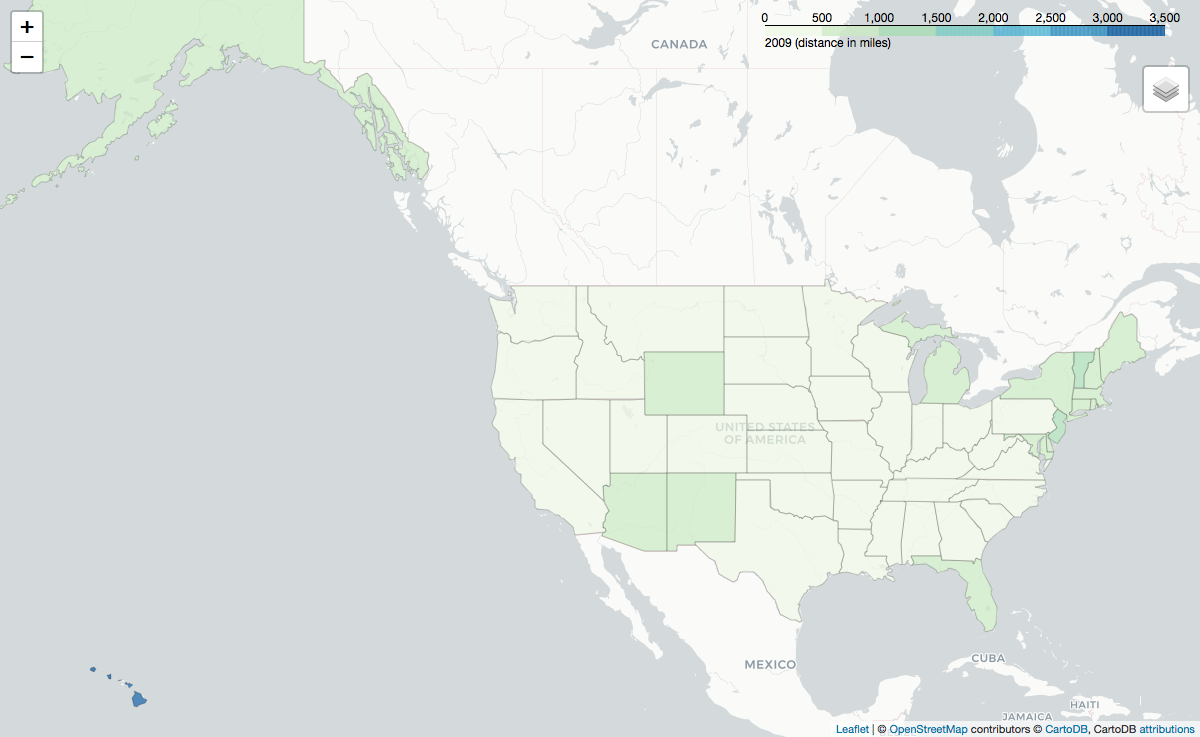 +
−
0 500 1,000 1,500 2,000 2,500 3,000 3,500
2009 (distance in miles)
CANADA
UNITED STATES
OF AMERICA
MEXICO
CUBA
HAITI
JAMAICA
Leaflet | © OpenStreetMap contributors © CartoDB, CartoDB attributions